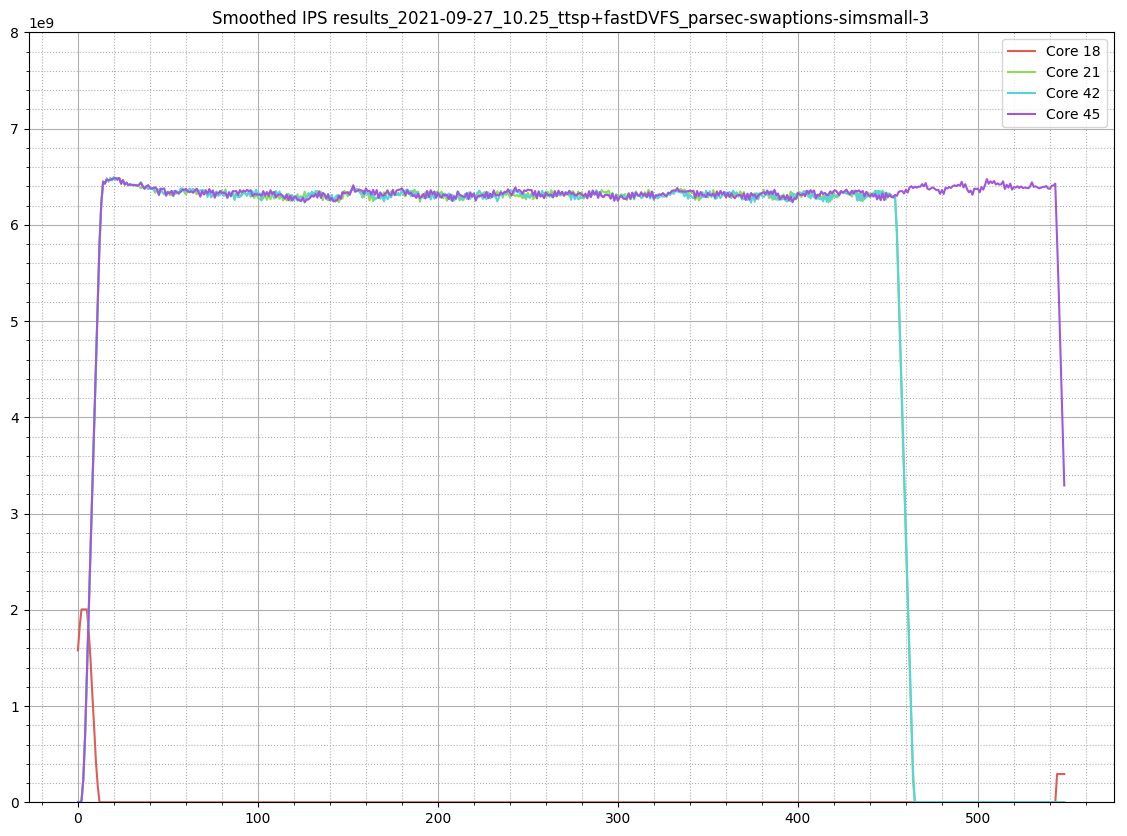 Smoothed IPS results_2021-09-27_10.25_ttsp+fastDVFS_parsec-swaptions-simsmall-3
1e9
Core 18
Core 21
Core 42
Core 45
8
7
6
5
4
3
2
1
0
0 100 200 300 400 500